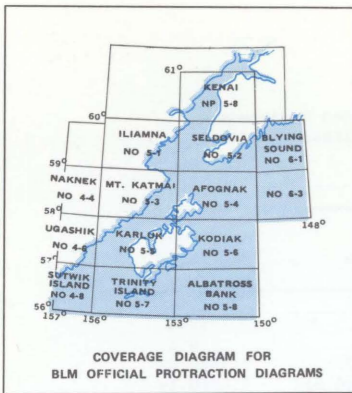 61°
KENAI
NP 5-8
60°
ILIAMNA
NO 5-1
SELDOVIA
NO 5-2
BLYING
SOUND
NO 6-1
59°
NAKNEK
NO 4-4
MT. KATMAI
NO 5-3
AFOGNAK
NO 5-4
NO 6-3
58°
148°
UGASHIK
NO 4-6
KARLUK
NO 5-5
KODIAK
NO 5-6
57°
SUTWIK
ISLAND
NO 4-8
TRINITY
ISLAND
NO 5-7
ALBATROSS
BANK
NO 5-8
56°
157°
156°
153°
150°
COVERAGE DIAGRAM FOR
BLM OFFICIAL PROTRACTION DIAGRAMS